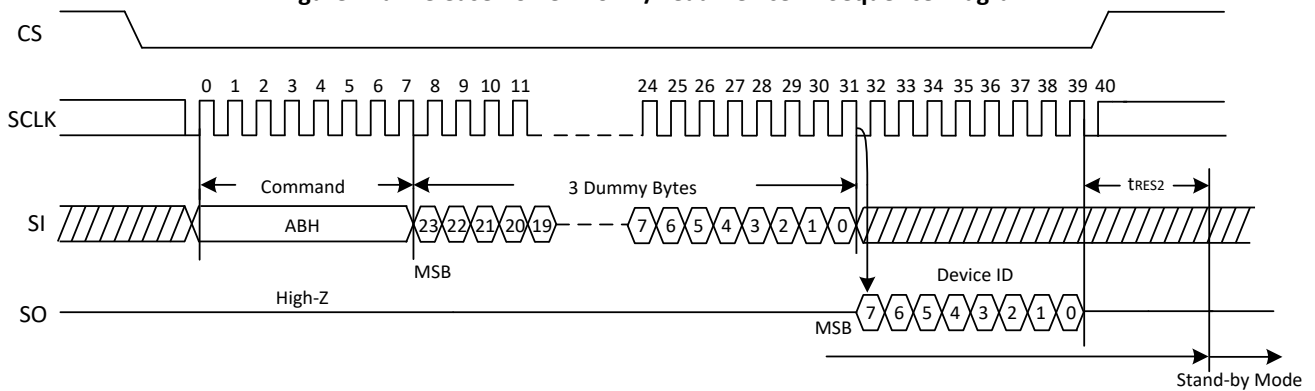 CS
0 1 2 3 4 5 6 7 8 9 10 11 24 25 26 27 28 29 30 31 32 33 34 35 36 37 38 39 40
SCLK
Command 3 Dummy Bytes tRES2
SI ABH 23 22 21 20 19 7 6 5 4 3 2 1 0
MSB Device ID
High-Z
SO MSB 7 6 5 4 3 2 1 0
Stand-by Mode